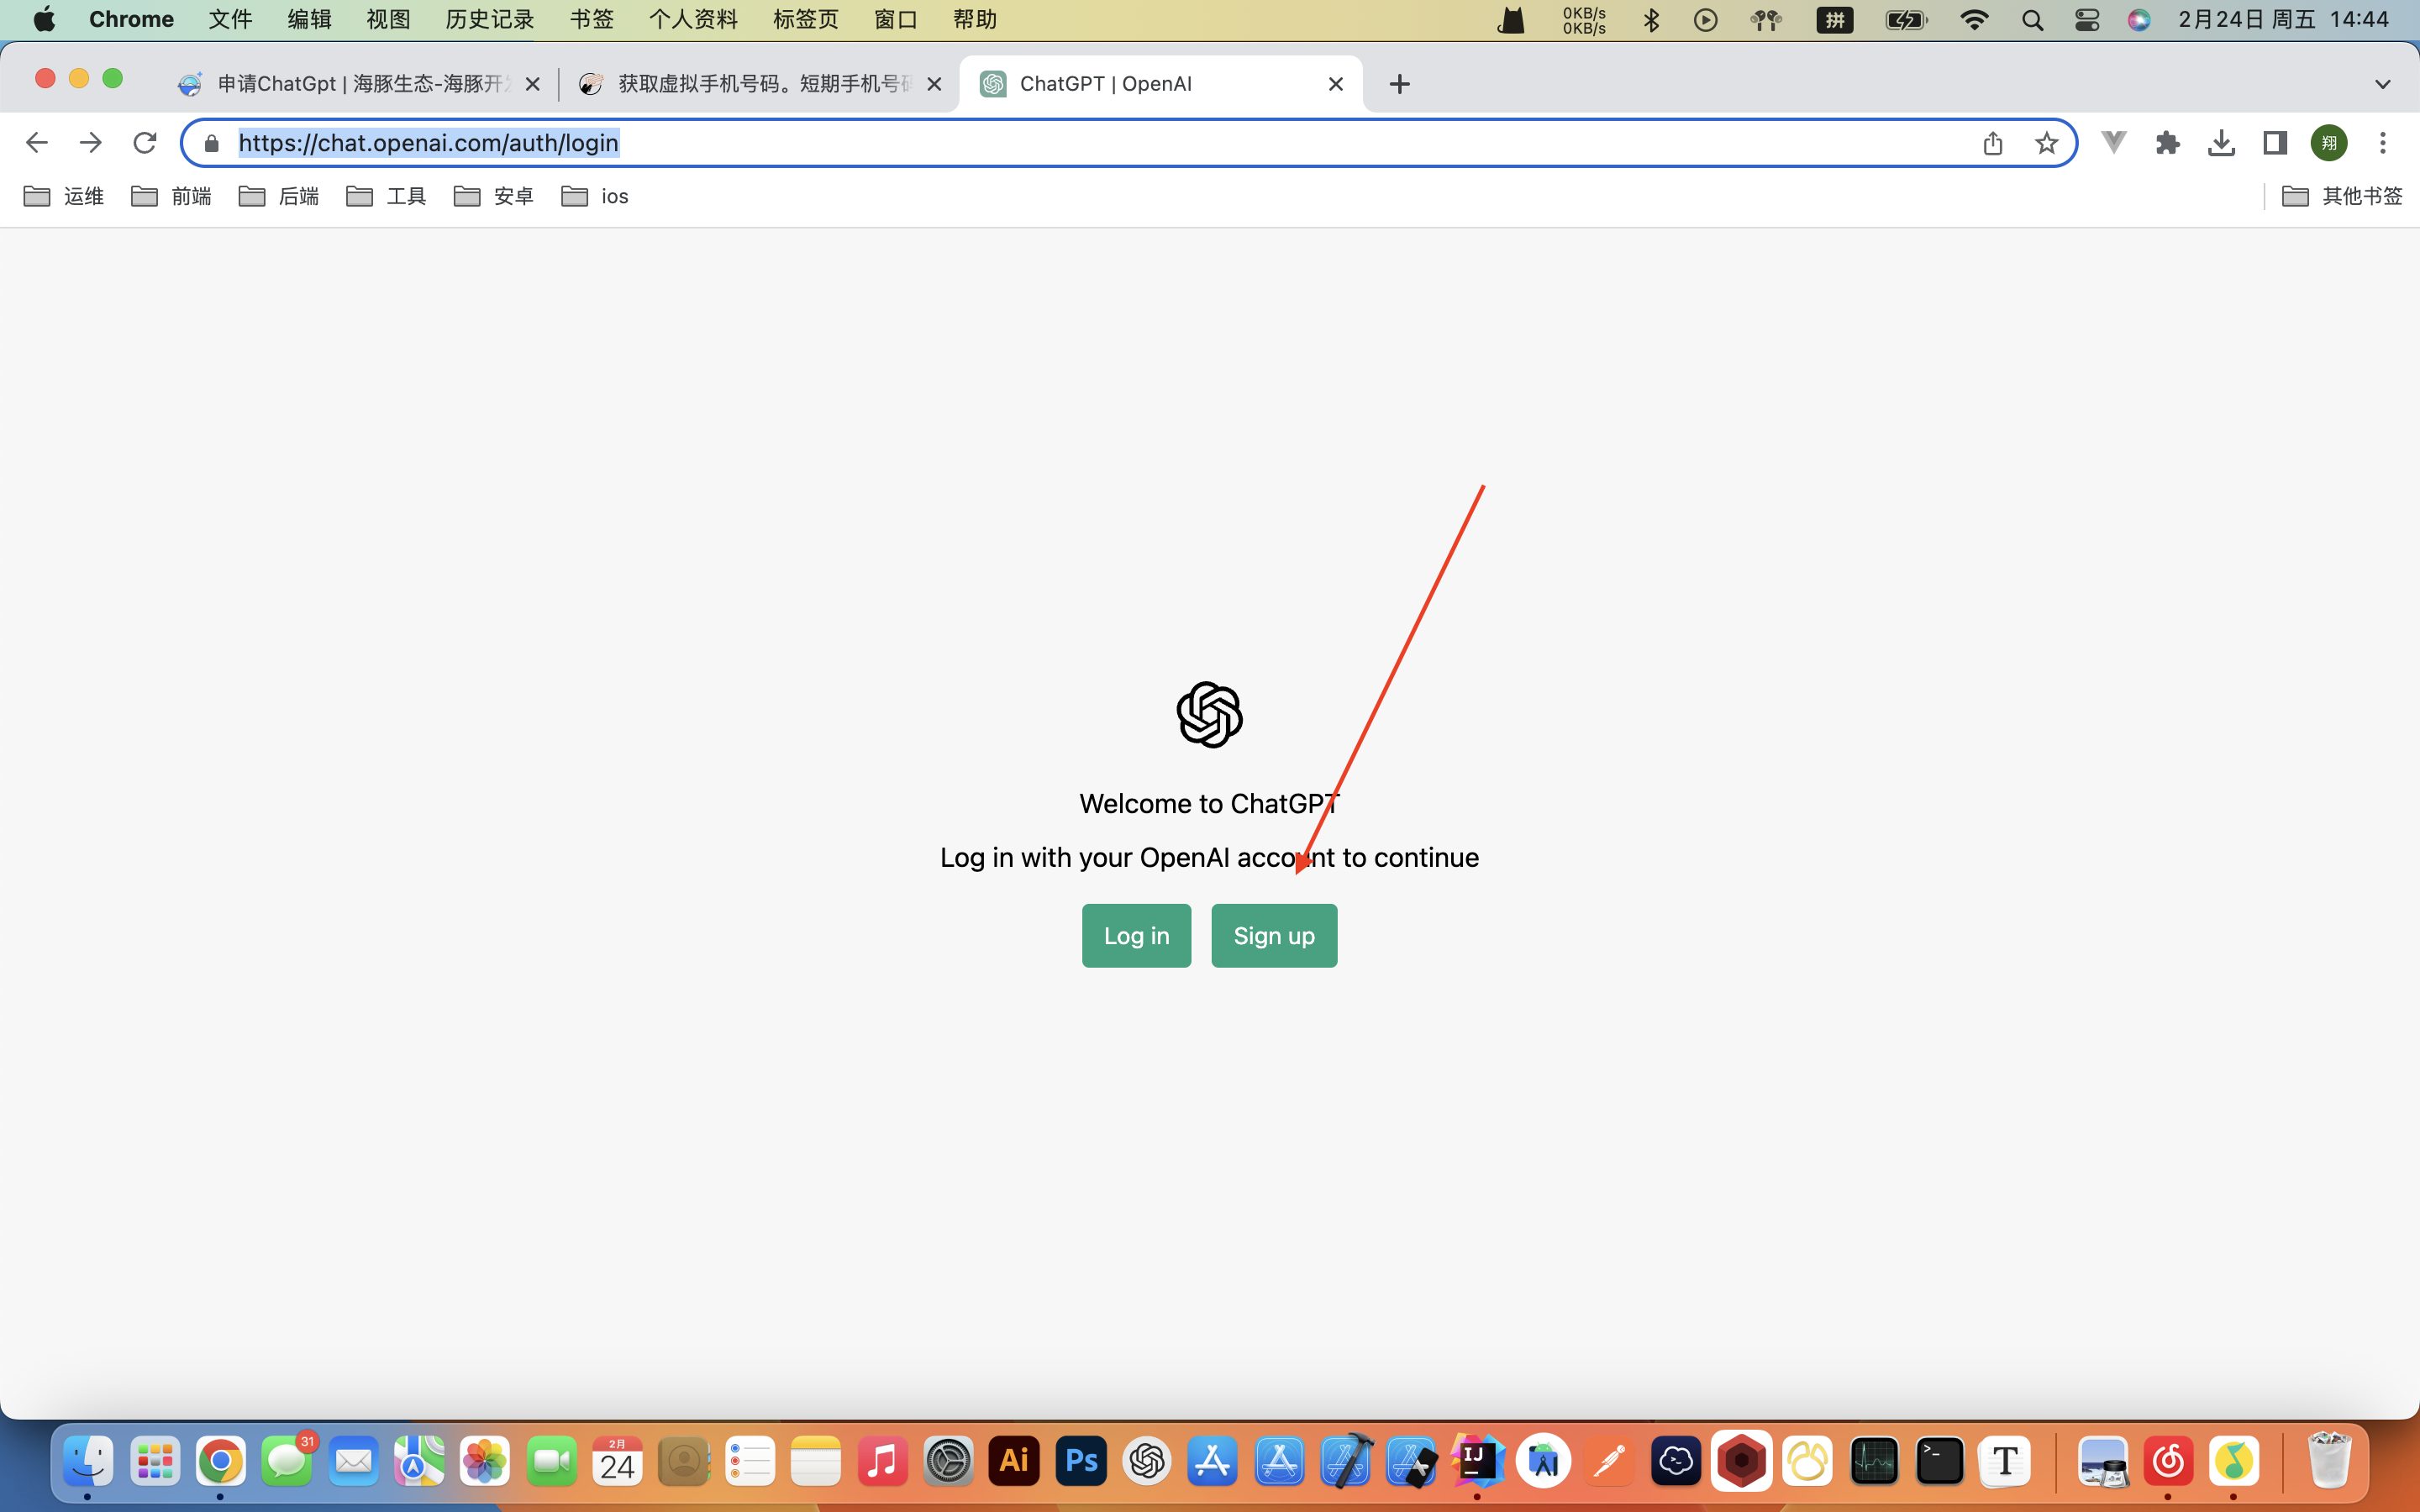 Chrome 文件 编辑 视图 历史记录 书签 个人资料 标签页 窗口 帮助 0KB/s 拼 2月24日 周五 14:44
0KB/s
申请ChatGpt | 海豚生态-海豚开 获取虚拟手机号码。短期手机号 ChatGPT | OpenAI
https://chat.openai.com/auth/login 翔
运维 前端 后端 工具 安卓 ios 其他书签
Welcome to ChatGPT
Log in with your OpenAI account to continue
Log in Sign up
31 2月 24 Ai Ps IJ >_ T